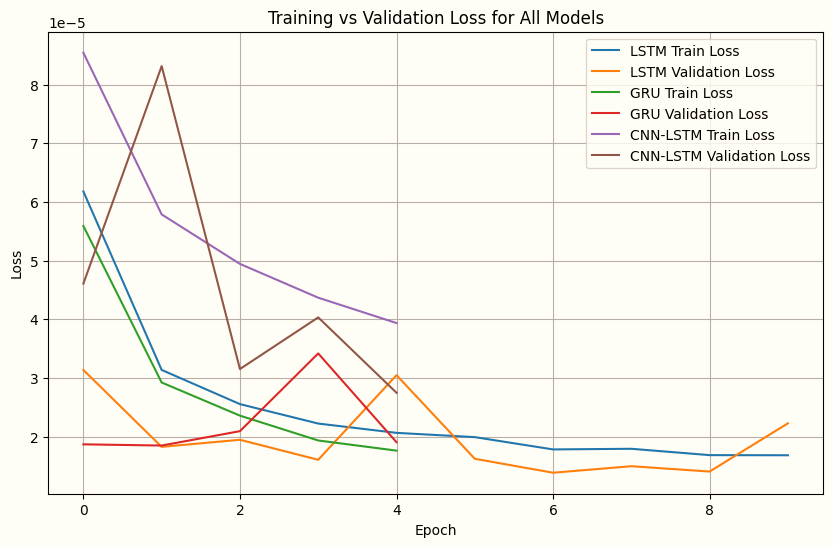 Training vs Validation Loss for All Models
1e−5
LSTM Train Loss
LSTM Validation Loss
GRU Train Loss
GRU Validation Loss
CNN-LSTM Train Loss
CNN-LSTM Validation Loss
8
7
6
5
4
3
2
Loss
0
2
4
6
8
Epoch